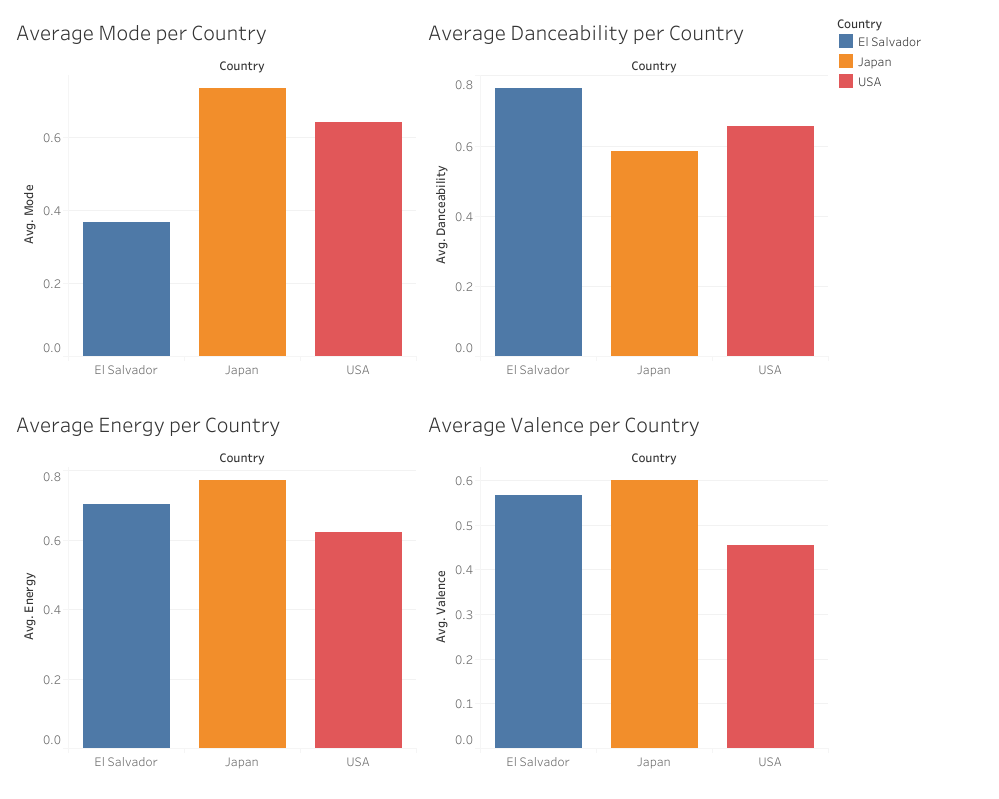 Average Mode per Country
Country
Avg. Mode
0.6
0.4
0.2
0.0
El Salvador Japan USA
Average Danceability per Country
Country
Avg. Danceability
0.8
0.6
0.4
0.2
0.0
El Salvador Japan USA
Country
El Salvador
Japan
USA
Average Energy per Country
Country
Avg. Energy
0.8
0.6
0.4
0.2
0.0
El Salvador Japan USA
Average Valence per Country
Country
Avg. Valence
0.6
0.5
0.4
0.3
0.2
0.1
0.0
El Salvador Japan USA